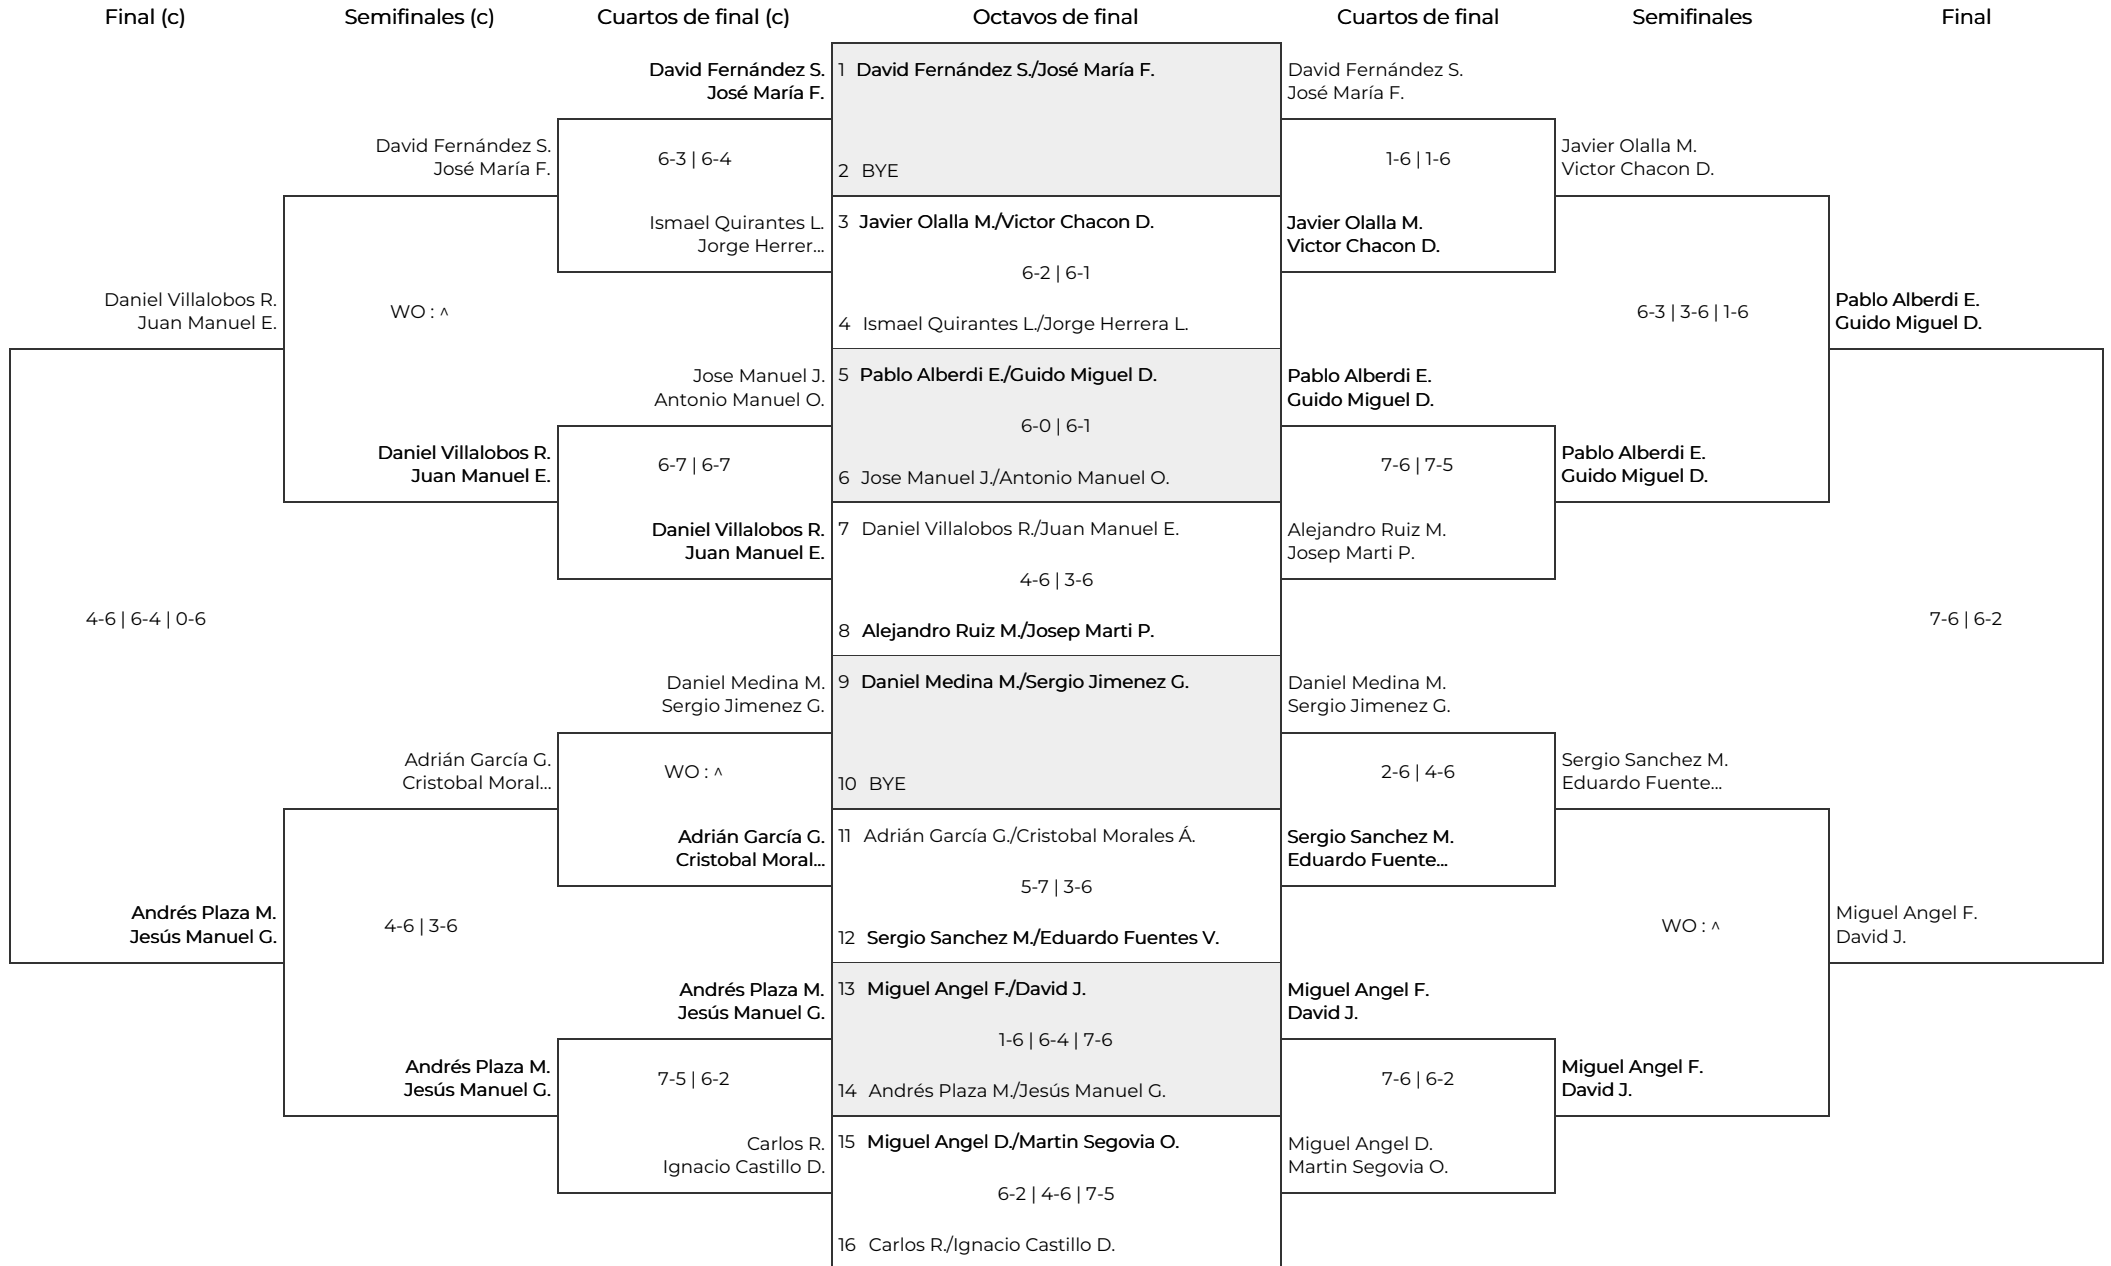 Final (c)
Semifinales (c)
Cuartos de final (c)
Octavos de final
Cuartos de final
Semifinales
Final
Daniel Villalobos R.
Juan Manuel E.
4-6 | 6-4 | 0-6
Andrés Plaza M.
Jesús Manuel G.
David Fernández S.
José María F.
WO : ^
Daniel Villalobos R.
Juan Manuel E.
Adrián García G.
Cristobal Moral...
4-6 | 3-6
Andrés Plaza M.
Jesús Manuel G.
David Fernández S.
José María F.
6-3 | 6-4
Ismael Quirantes L.
Jorge Herrer...
Jose Manuel J.
Antonio Manuel O.
6-7 | 6-7
Daniel Villalobos R.
Juan Manuel E.
Daniel Medina M.
Sergio Jimenez G.
WO : ^
Adrián García G.
Cristobal Moral...
Andrés Plaza M.
Jesús Manuel G.
7-5 | 6-2
Carlos R.
Ignacio Castillo D.
1 David Fernández S./José María F.
2 BYE
3 Javier Olalla M./Victor Chacon D.
6-2 | 6-1
4 Ismael Quirantes L./Jorge Herrera L.
5 Pablo Alberdi E./Guido Miguel D.
6-0 | 6-1
6 Jose Manuel J./Antonio Manuel O.
7 Daniel Villalobos R./Juan Manuel E.
4-6 | 3-6
8 Alejandro Ruiz M./Josep Marti P.
9 Daniel Medina M./Sergio Jimenez G.
10 BYE
11 Adrián García G./Cristobal Morales Á.
5-7 | 3-6
12 Sergio Sanchez M./Eduardo Fuentes V.
13 Miguel Angel F./David J.
1-6 | 6-4 | 7-6
14 Andrés Plaza M./Jesús Manuel G.
15 Miguel Angel D./Martin Segovia O.
6-2 | 4-6 | 7-5
16 Carlos R./Ignacio Castillo D.
David Fernández S.
José María F.
1-6 | 1-6
Javier Olalla M.
Victor Chacon D.
Pablo Alberdi E.
Guido Miguel D.
7-6 | 7-5
Alejandro Ruiz M.
Josep Marti P.
Daniel Medina M.
Sergio Jimenez G.
2-6 | 4-6
Sergio Sanchez M.
Eduardo Fuente...
Miguel Angel F.
David J.
7-6 | 6-2
Miguel Angel D.
Martin Segovia O.
Javier Olalla M.
Victor Chacon D.
6-3 | 3-6 | 1-6
Pablo Alberdi E.
Guido Miguel D.
Sergio Sanchez M.
Eduardo Fuente...
WO : ^
Miguel Angel F.
David J.
Pablo Alberdi E.
Guido Miguel D.
7-6 | 6-2
Miguel Angel F.
David J.